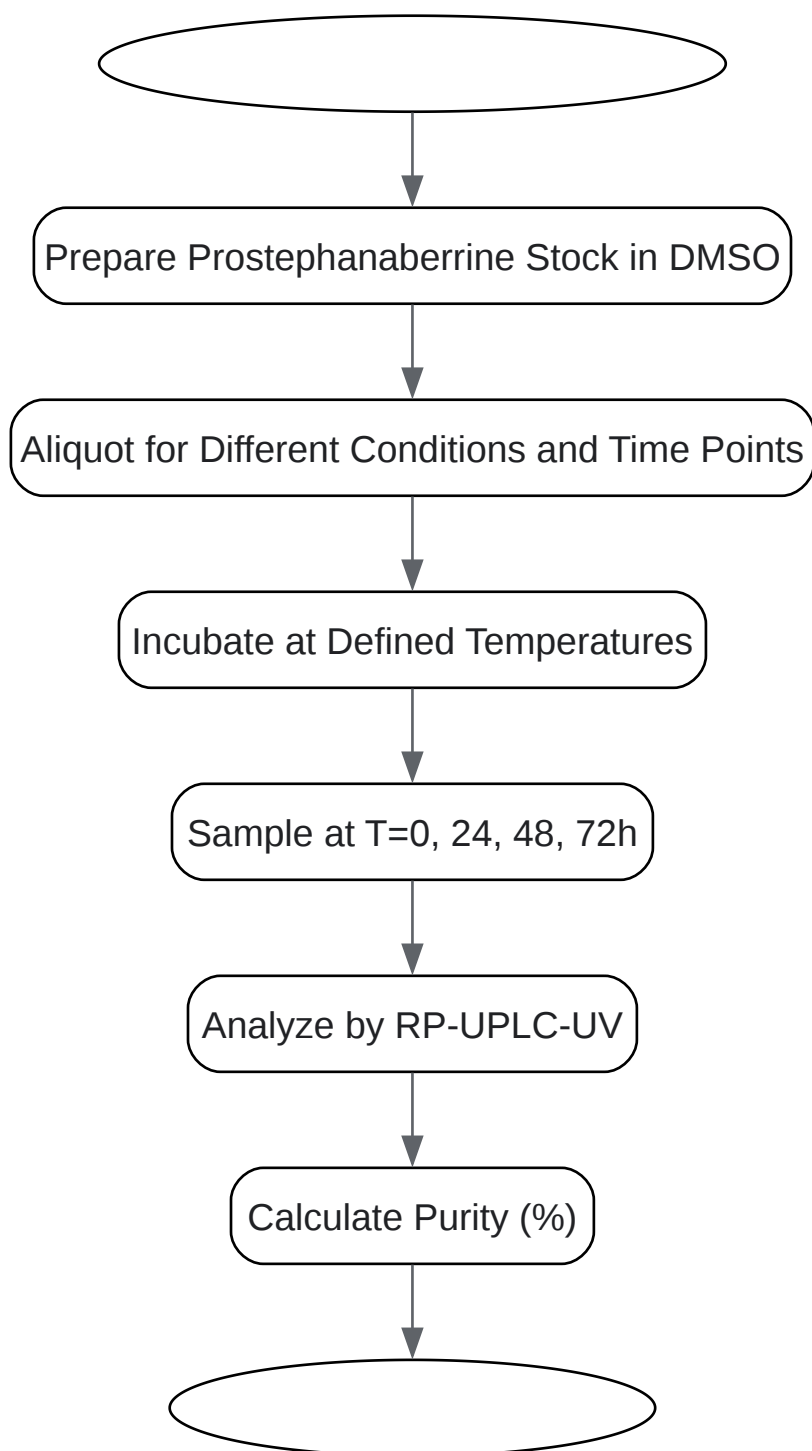 Prepare Prostephanaberrine Stock in DMSO
Aliquot for Different Conditions and Time Points
Incubate at Defined Temperatures
Sample at T=0, 24, 48, 72h
Analyze by RP-UPLC-UV
Calculate Purity (%)